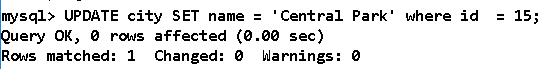 mysql> UPDATE city SET name = 'Central Park' where id  = 15;
Query OK, 0 rows affected (0.00 sec)
Rows matched: 1  Changed: 0  Warnings: 0